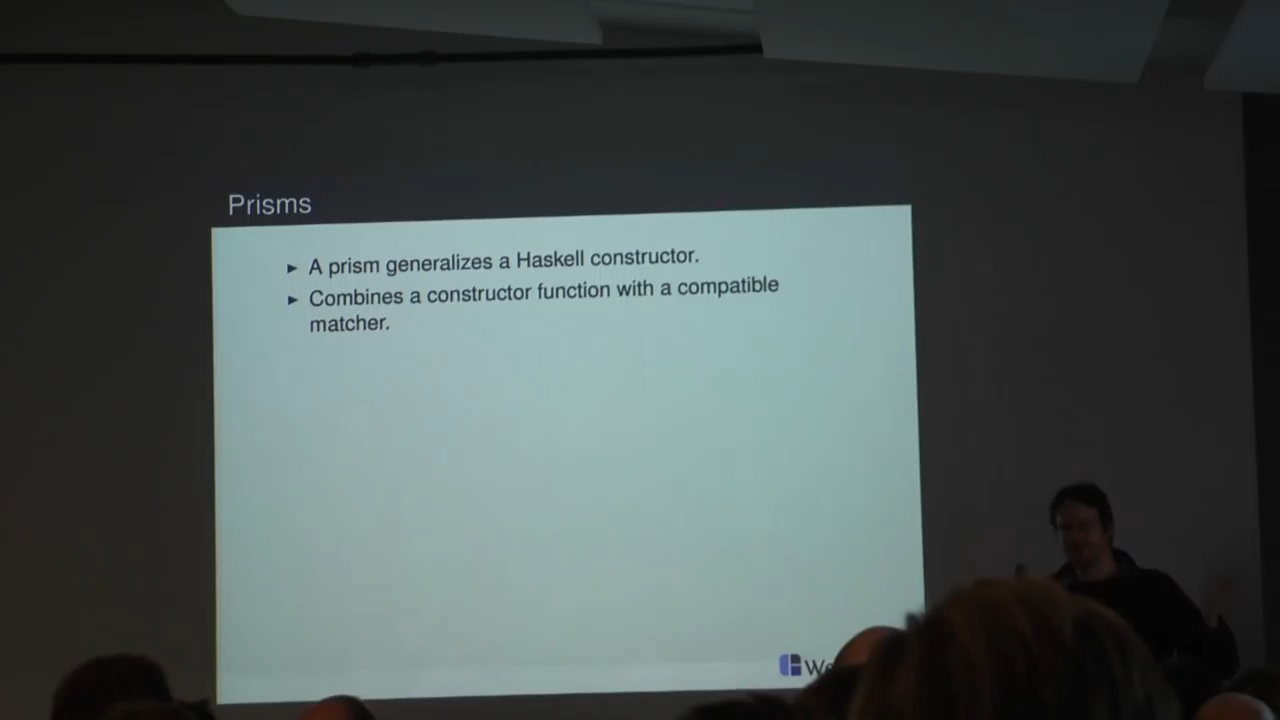 Prisms
► A prism generalizes a Haskell constructor.
► Combines a constructor function with a compatible
matcher.